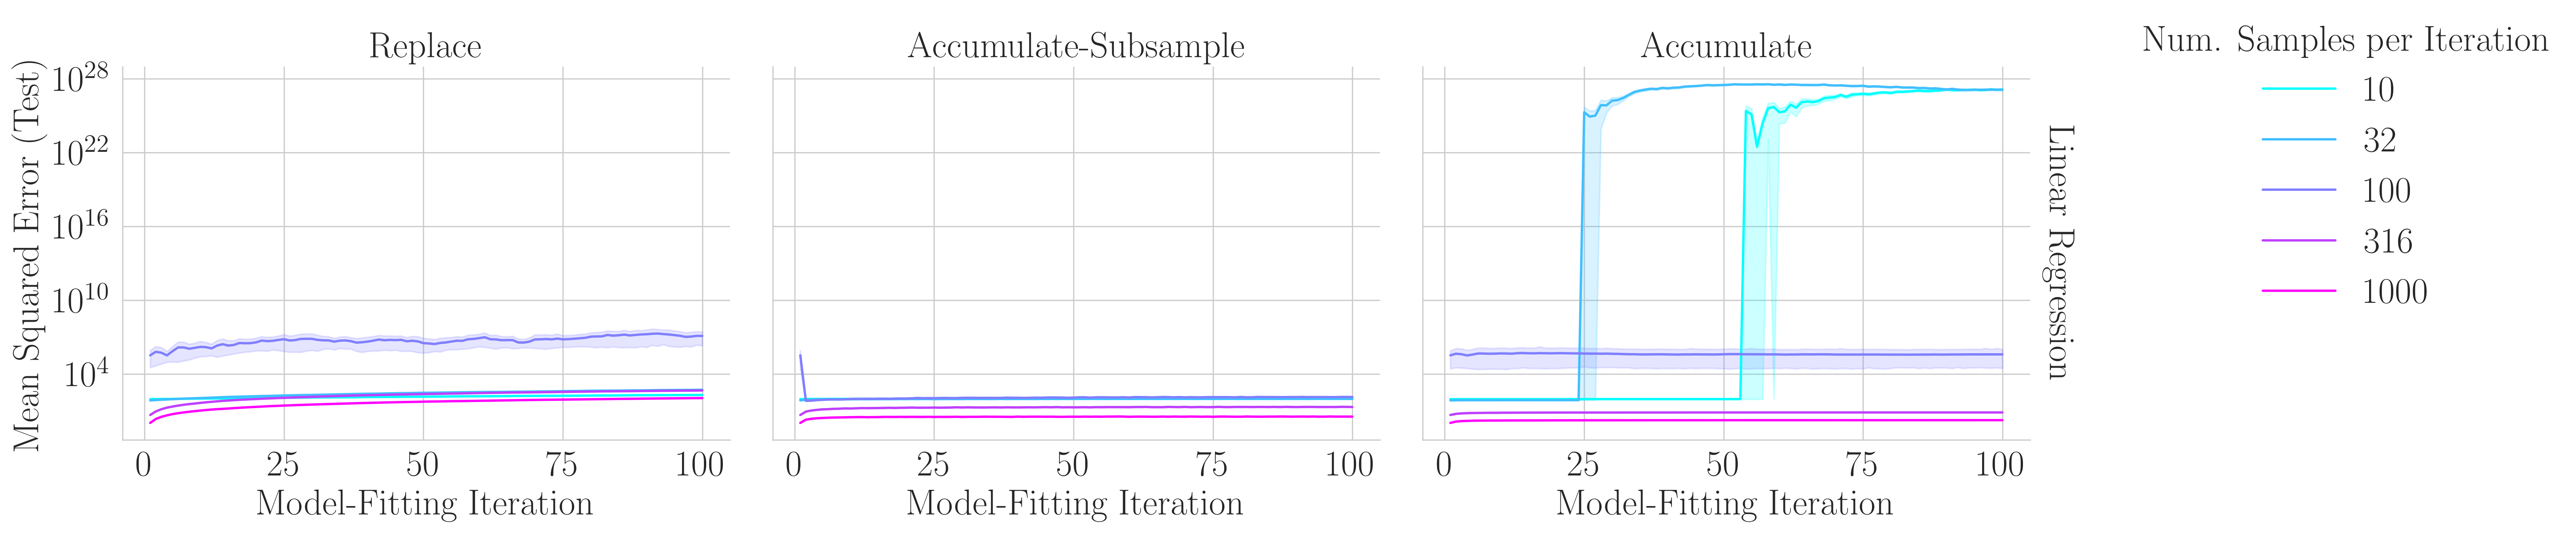 Replace
Accumulate-Subsample
Accumulate
Num. Samples per Iteration
10
32
100
316
1000
Mean Squared Error (Test)
10^28
10^22
10^16
10^10
10^4
Linear Regression
0 25 50 75 100
0 25 50 75 100
0 25 50 75 100
Model-Fitting Iteration
Model-Fitting Iteration
Model-Fitting Iteration